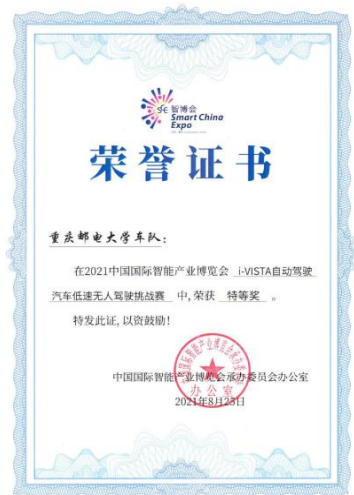 智博会
Smart China
Expo
荣誉证书
重庆邮电大学车队：
在2021中国国际智能产业博览会 i-VISTA自动驾驶
汽车低速无人驾驶挑战赛 中,荣获 特等奖 。
特发此证,以资鼓励！
中国国际智能产业博览会承办委员会办公室
2021年8月23日
办公室